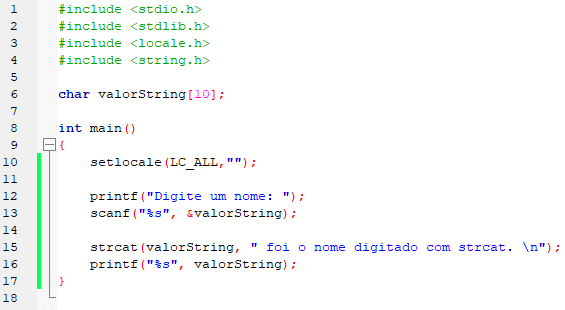 1 #include <stdio.h>
2 #include <stdlib.h>
3 #include <locale.h>
4 #include <string.h>
5
6 char valorString[10];
7
8 int main()
9 {
10 setlocale(LC_ALL,"");
11
12 printf("Digite um nome: ");
13 scanf("%s", &valorString);
14
15 strcat(valorString, " foi o nome digitado com strcat. \n");
16 printf("%s", valorString);
17 }
18